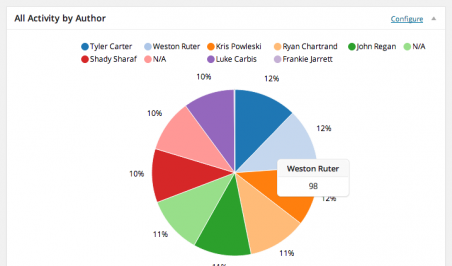 All Activity by Author Configure
Tyler Carter Weston Ruter Kris Powleski Ryan Chartrand John Regan N/A
Shady Sharaf N/A Luke Carbis Frankie Jarrett
10% 12%
10% 12%
Weston Ruter
10% 98
12%
11% 11%
11%